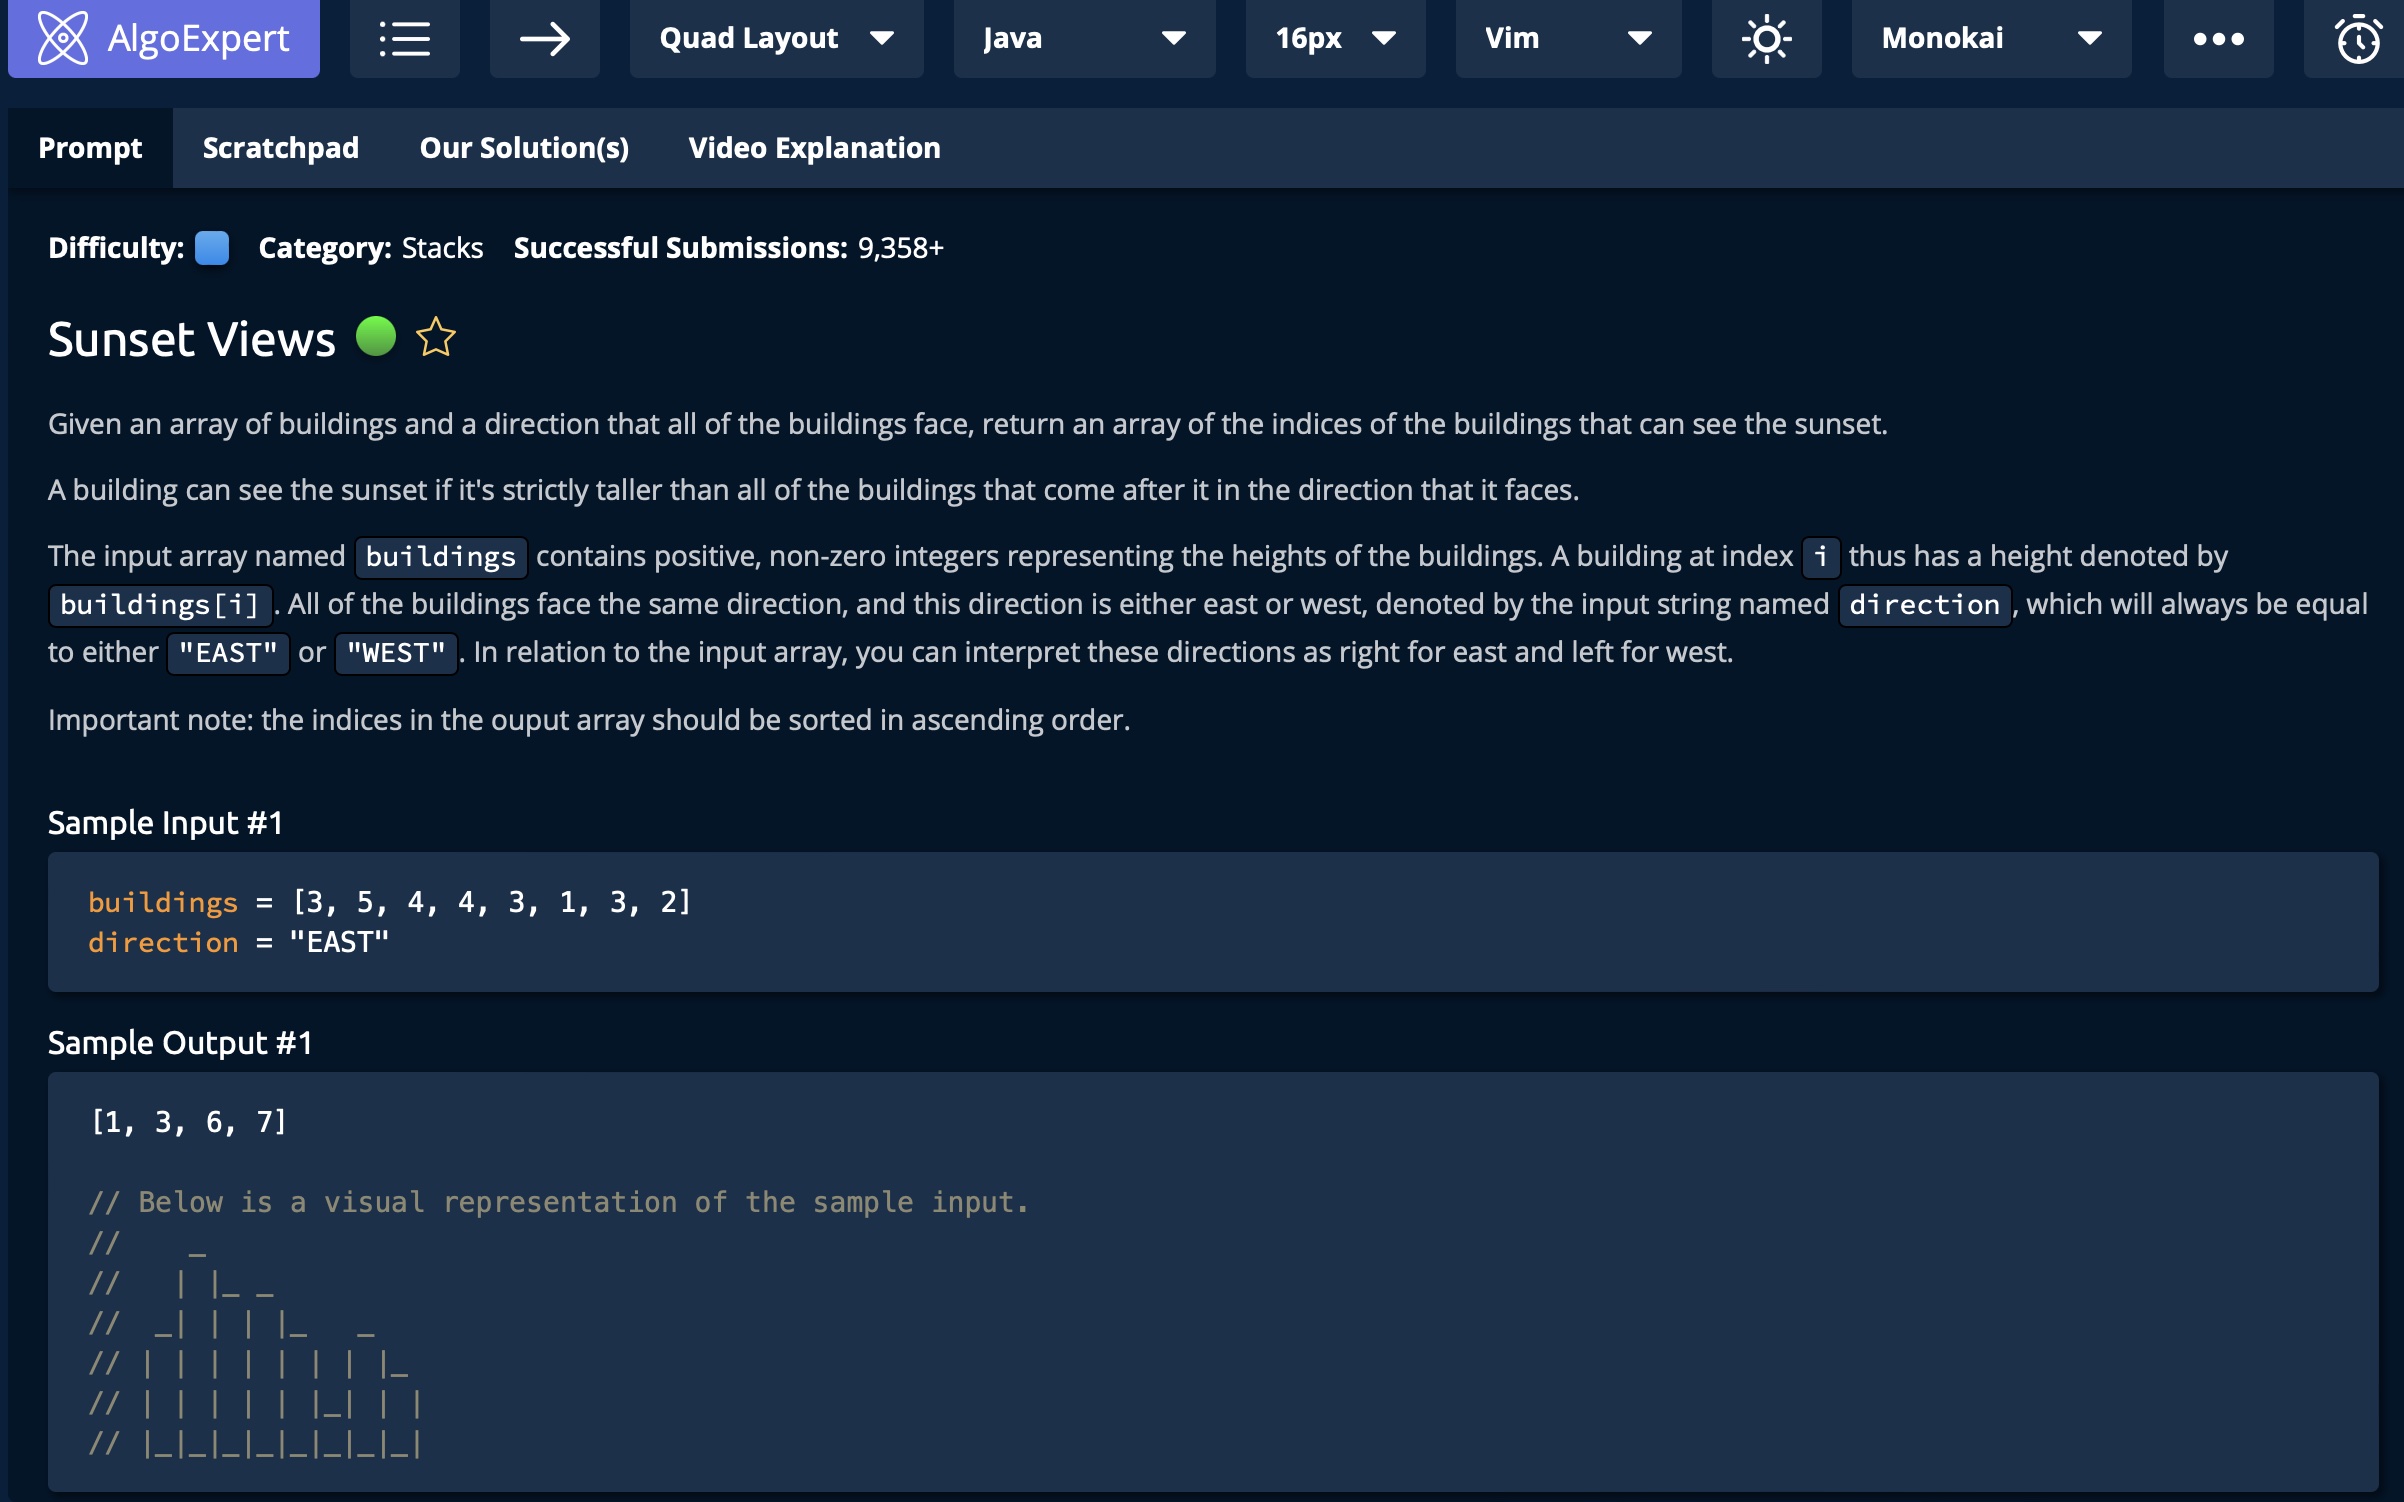 AlgoExpert Quad Layout Java 16px Vim Monokai
Prompt Scratchpad Our Solution(s) Video Explanation
Difficulty: Category: Stacks Successful Submissions: 9,358+
Sunset Views
Given an array of buildings and a direction that all of the buildings face, return an array of the indices of the buildings that can see the sunset.
A building can see the sunset if it's strictly taller than all of the buildings that come after it in the direction that it faces.
The input array named buildings contains positive, non-zero integers representing the heights of the buildings. A building at index i thus has a height denoted by
buildings[i]. All of the buildings face the same direction, and this direction is either east or west, denoted by the input string named direction, which will always be equal
to either "EAST" or "WEST". In relation to the input array, you can interpret these directions as right for east and left for west.
Important note: the indices in the ouput array should be sorted in ascending order.
Sample Input #1
buildings = [3, 5, 4, 4, 3, 1, 3, 2]
direction = "EAST"
Sample Output #1
[1, 3, 6, 7]
// Below is a visual representation of the sample input.
//    _
//   | |_ _
//  _| | | |_   _
// | | | | | | | |_
// | | | | | |_| | |
// |_|_|_|_|_|_|_|_|